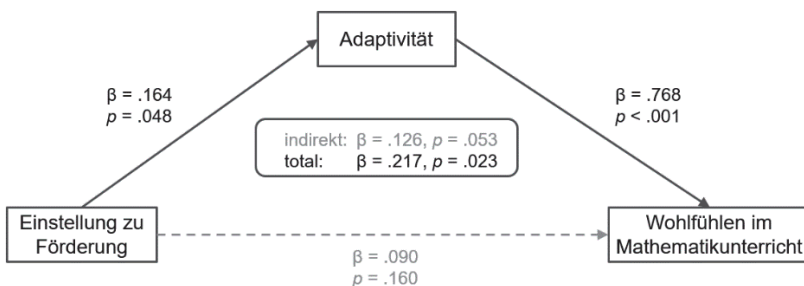 Adaptivität
β = .164
p = .048
β = .768
p < .001
indirekt: β = .126, p = .053
total: β = .217, p = .023
Einstellung zu
Förderung
Wohlfühlen im
Mathematikunterricht
β = .090
p = .160